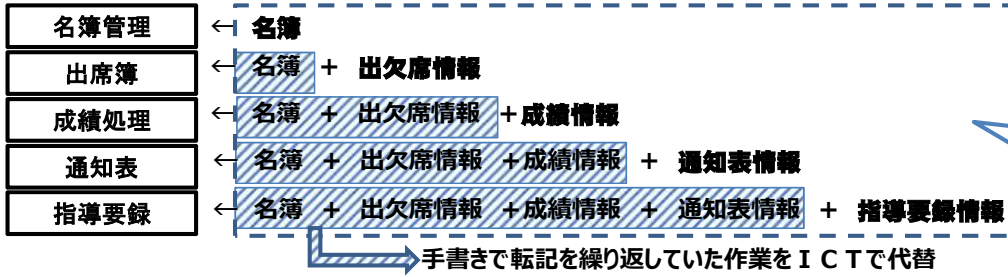 名簿管理 ← 名簿
出席簿 ← 名簿 + 出欠席情報
成績処理 ← 名簿 + 出欠席情報 +成績情報
通知表 ← 名簿 + 出欠席情報 +成績情報 + 通知表情報
指導要録 ← 名簿 + 出欠席情報 +成績情報 + 通知表情報 + 指導要録情報
手書きで転記を繰り返していた作業をＩＣＴで代替